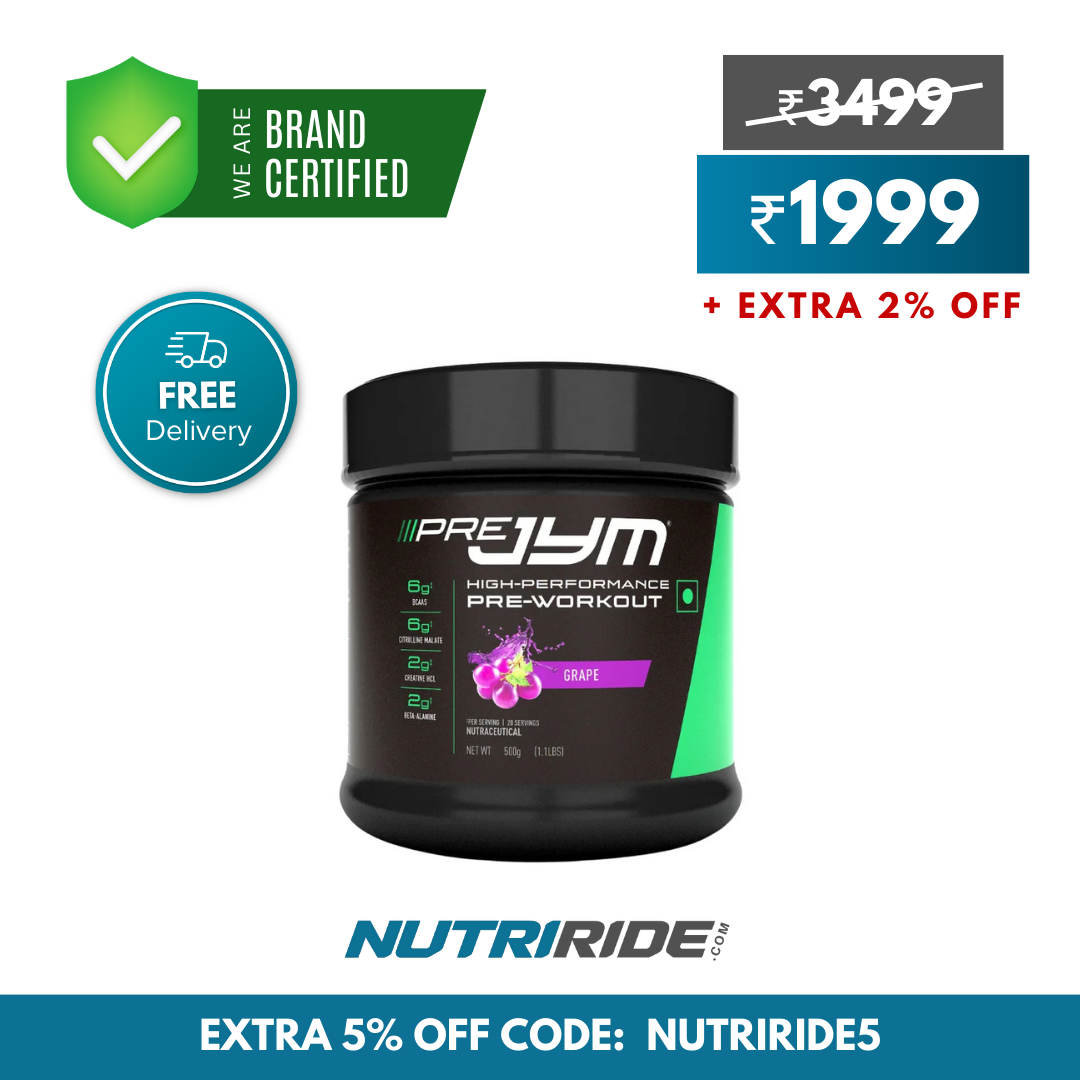 WE ARE
BRAND
CERTIFIED
₹3499
₹1999
+ EXTRA 2% OFF
FREE
Delivery
PRE JYM®
HIGH-PERFORMANCE
PRE-WORKOUT
6g‡
BCAAS
6g‡
CITRULLINE MALATE
2g‡
CREATINE HCL
2g‡
BETA-ALANINE
GRAPE
‡PER SERVING | 20 SERVINGS
NUTRACEUTICAL
NET WT 500g (1.1LBS)
NUTRIRIDE.COM
EXTRA 5% OFF CODE: NUTRIRIDE5